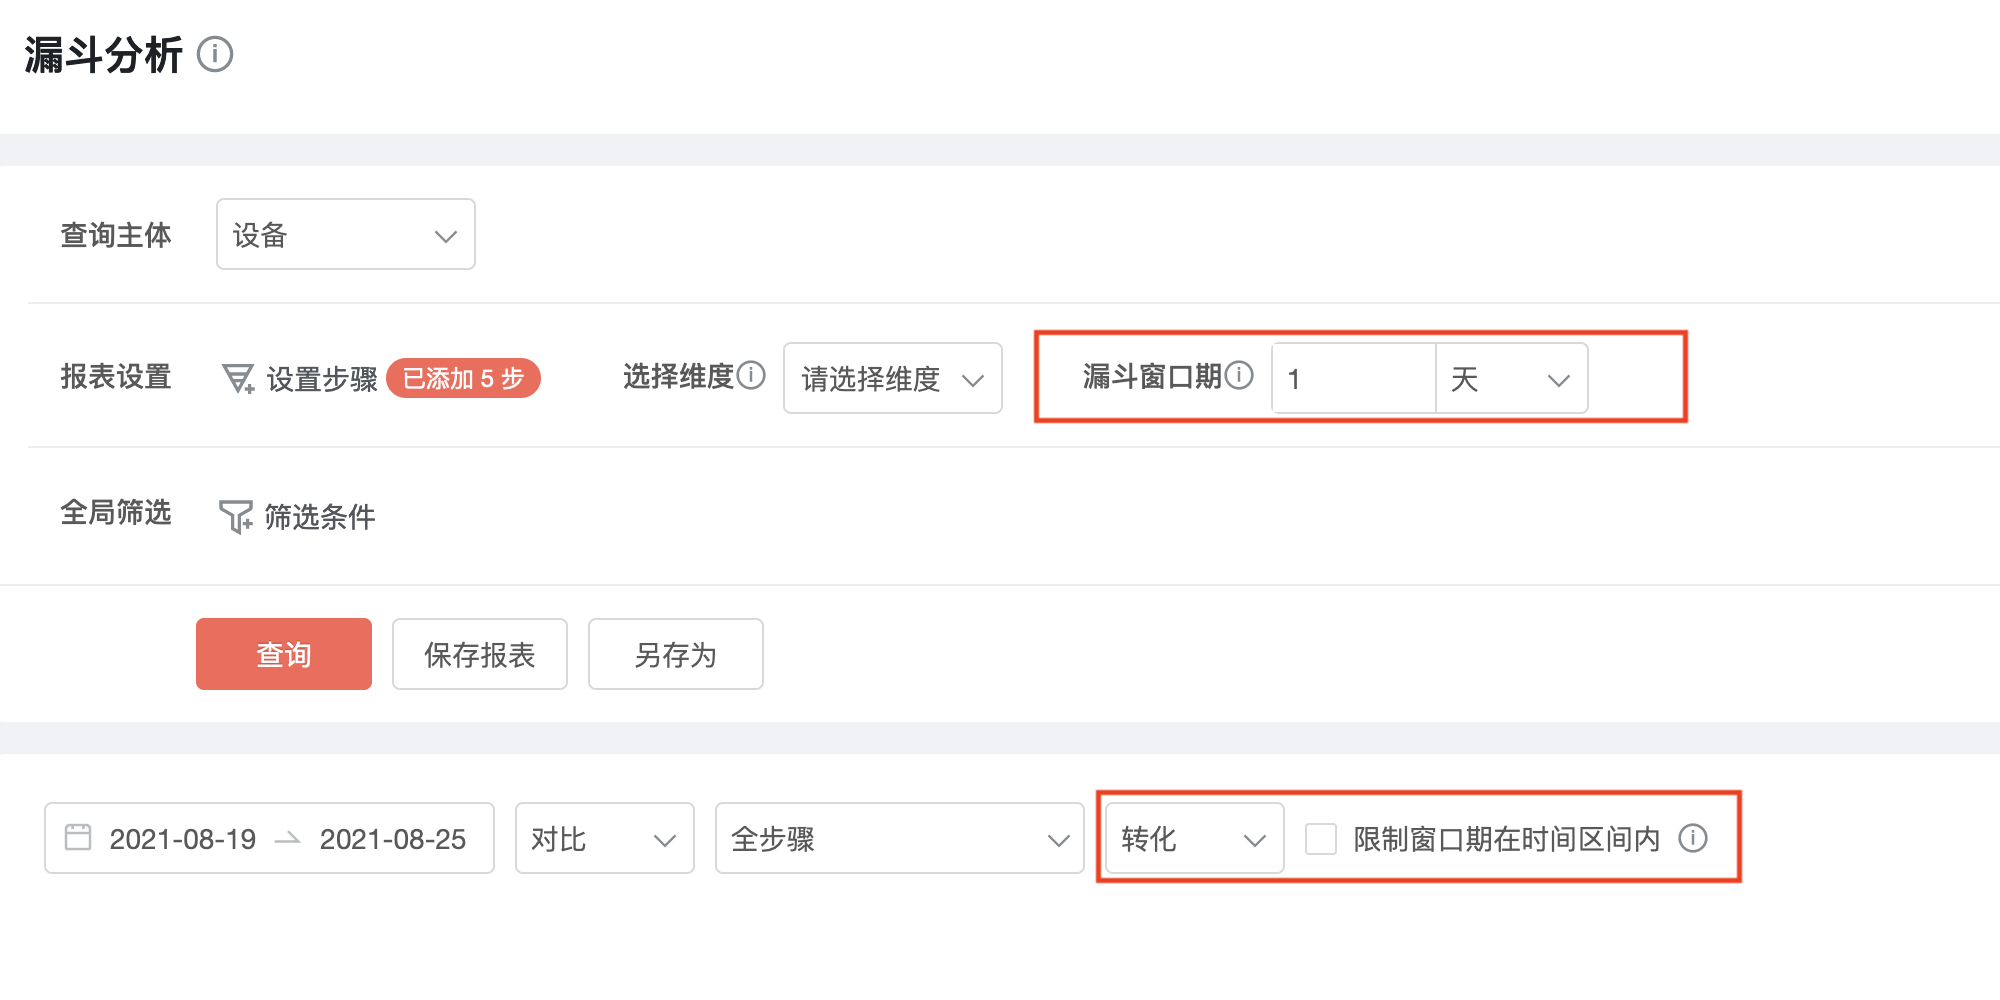 漏斗分析
查询主体 设备
报表设置 设置步骤 已添加 5 步 选择维度 请选择维度 漏斗窗口期 1 天
全局筛选 筛选条件
查询 保存报表 另存为
2021-08-19 2021-08-25 对比 全步骤 转化 限制窗口期在时间区间内